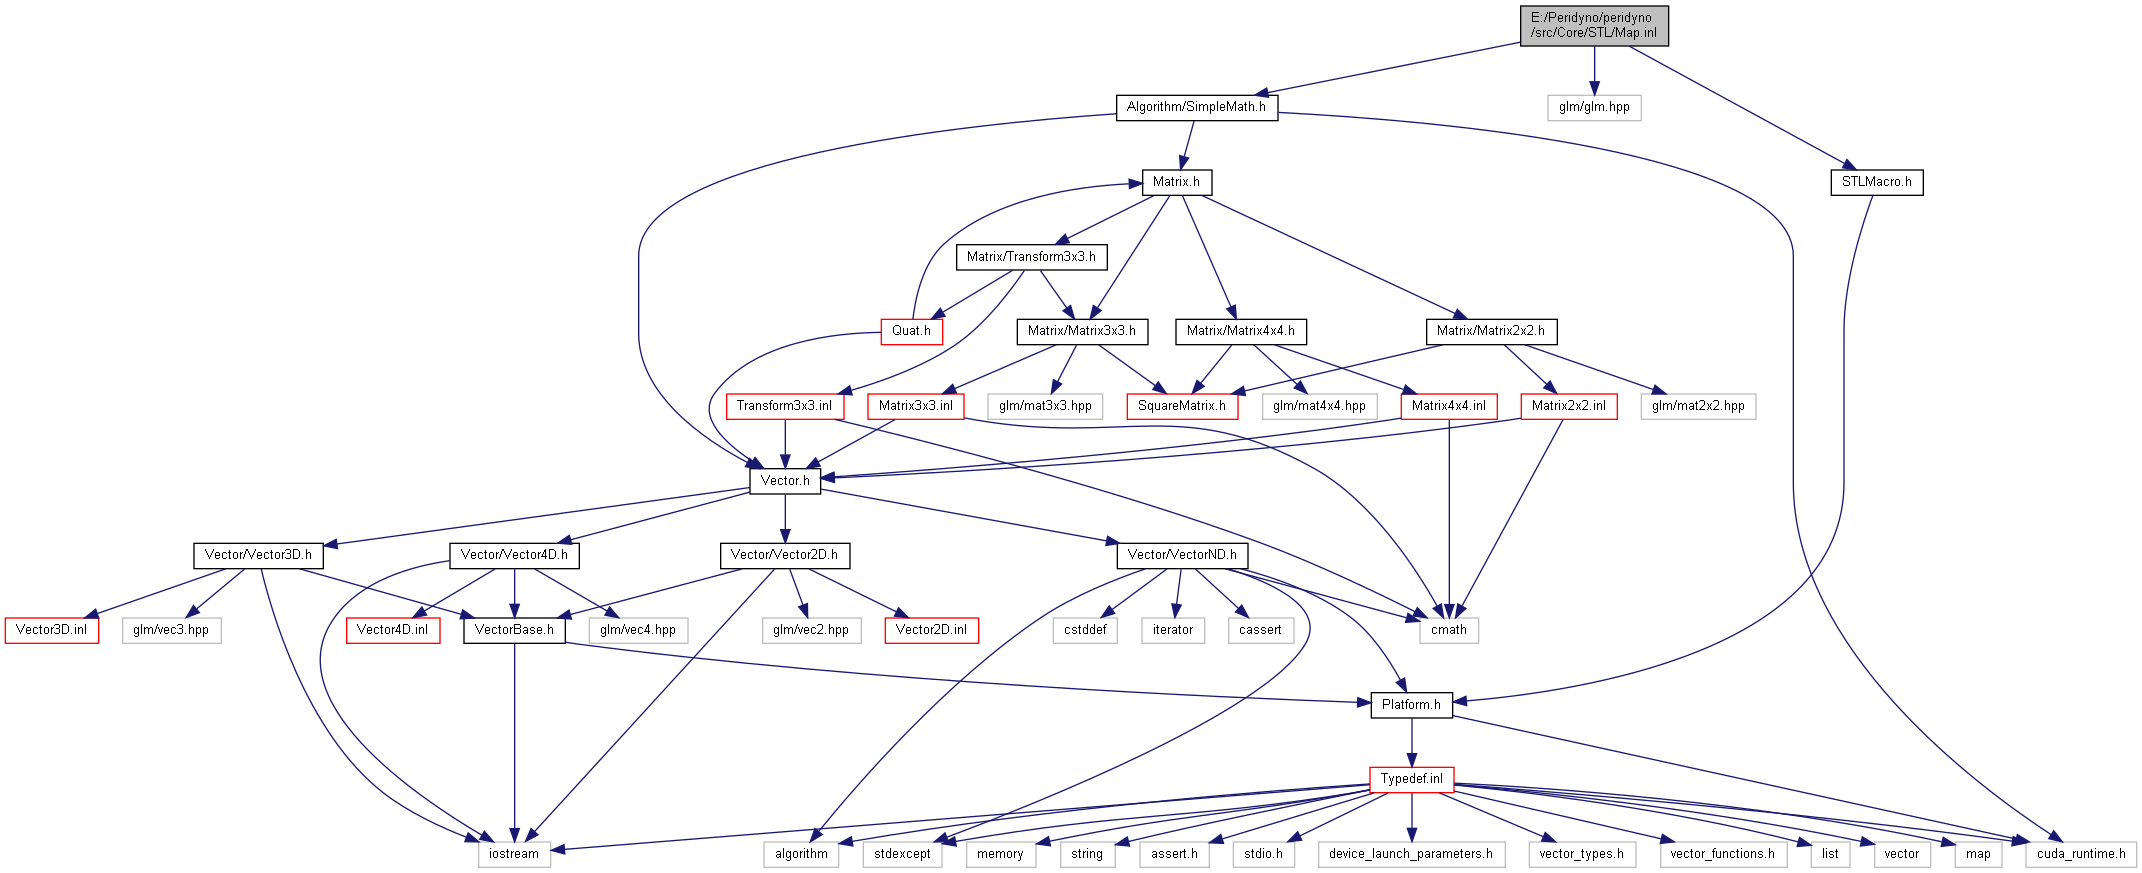 E:/Peridyno/peridyno
/src/Core/STL/Map.inl
Algorithm/SimpleMath.h
glm/glm.hpp
Matrix.h
STLMacro.h
Matrix/Transform3x3.h
Quat.h
Matrix/Matrix3x3.h
Matrix/Matrix4x4.h
Matrix/Matrix2x2.h
Transform3x3.inl
Matrix3x3.inl
glm/mat3x3.hpp
SquareMatrix.h
glm/mat4x4.hpp
Matrix4x4.inl
Matrix2x2.inl
glm/mat2x2.hpp
Vector.h
Vector/Vector3D.h
Vector/Vector4D.h
Vector/Vector2D.h
Vector/VectorND.h
Vector3D.inl
glm/vec3.hpp
Vector4D.inl
VectorBase.h
glm/vec4.hpp
glm/vec2.hpp
Vector2D.inl
cstddef
iterator
cassert
cmath
Platform.h
Typedef.inl
iostream
algorithm
stdexcept
memory
string
assert.h
stdio.h
device_launch_parameters.h
vector_types.h
vector_functions.h
list
vector
map
cuda_runtime.h